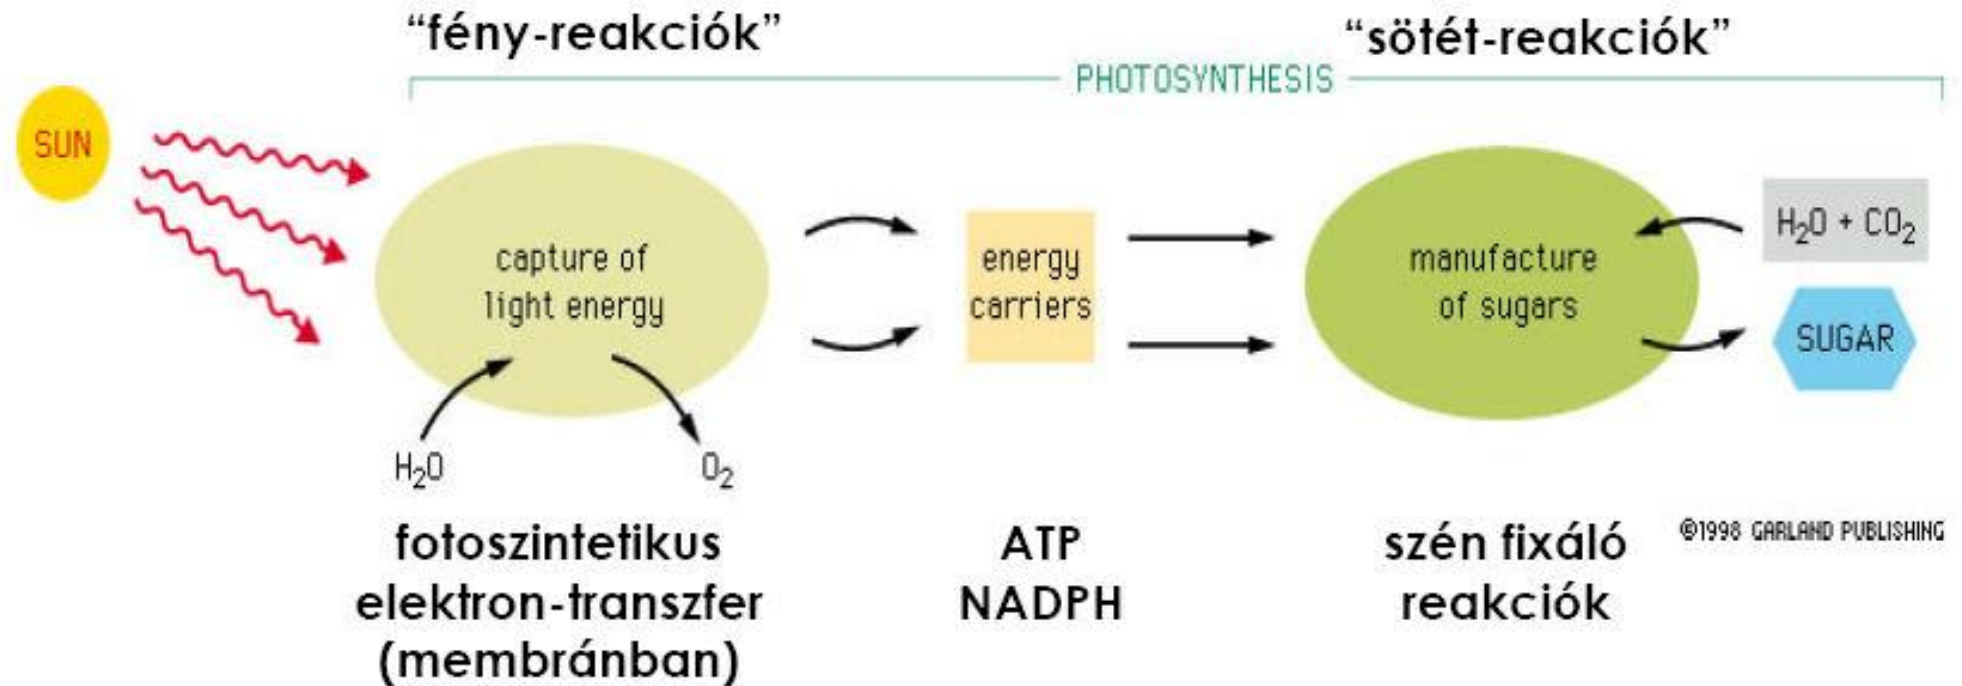 “fény-reakciók”
“sötét-reakciók”
PHOTOSYNTHESIS
SUN
capture of
light energy
H₂O
O₂
energy
carriers
manufacture
of sugars
H₂O + CO₂
SUGAR
fotoszintetikus
elektron-transzfer
(membránban)
ATP
NADPH
szén fixáló
reakciók
©1998 GARLAND PUBLISHING